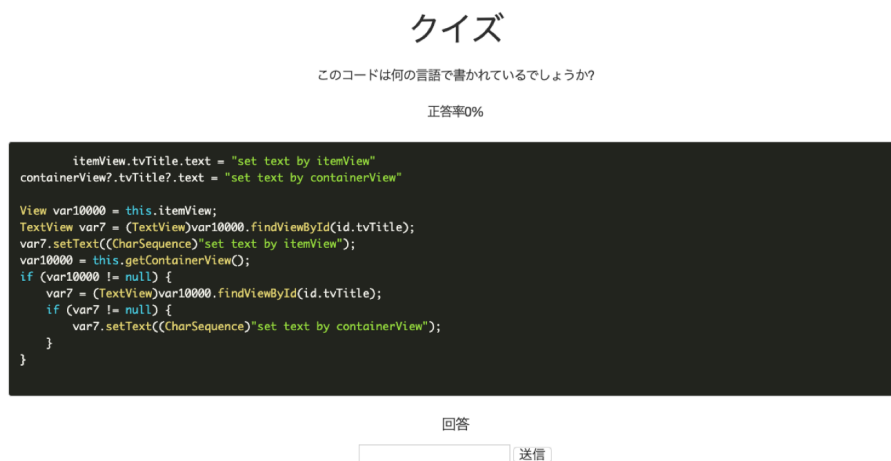 クイズ
このコードは何の言語で書かれているでしょうか?
正答率0%
itemView.tvTitle.text = "set text by itemView"
containerView?.tvTitle?.text = "set text by containerView"
View var10000 = this.itemView;
TextView var7 = (TextView)var10000.findViewById(id.tvTitle);
var7.setText((CharSequence)"set text by itemView");
var10000 = this.getContainerView();
if (var10000 != null) {
var7 = (TextView)var10000.findViewById(id.tvTitle);
if (var7 != null) {
var7.setText((CharSequence)"set text by containerView");
}
}
回答
送信